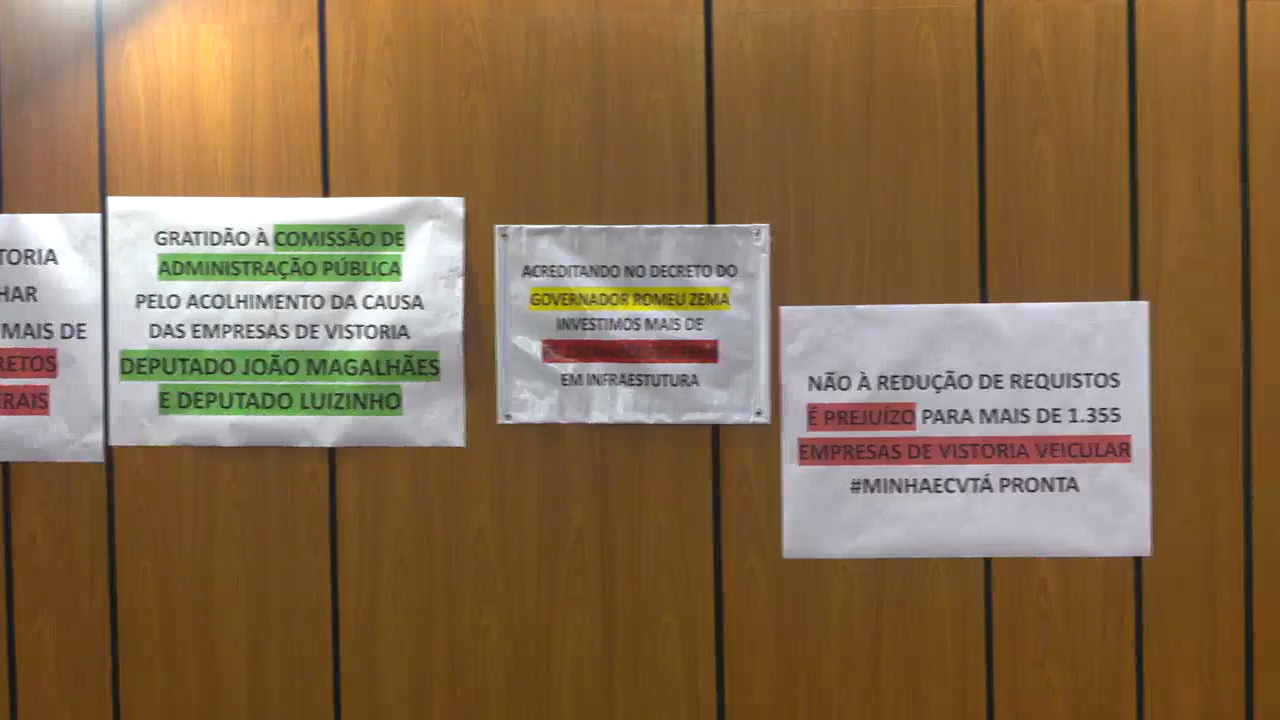 TORIA
HAR
MAIS DE
RETOS
TRAIS
GRATIDÃO À COMISSÃO DE
ADMINISTRAÇÃO PÚBLICA
PELO ACOLHIMENTO DA CAUSA
DAS EMPRESAS DE VISTORIA
DEPUTADO JOÃO MAGALHÃES
E DEPUTADO LUIZINHO
ACREDITANDO NO DECRETO DO
GOVERNADOR ROMEU ZEMA
INVESTIMOS MAIS DE
EM INFRAESTUTURA
NÃO À REDUÇÃO DE REQUISTOS
É PREJUÍZO PARA MAIS DE 1.355
EMPRESAS DE VISTORIA VEICULAR
#MINHAECVTÁ PRONTA